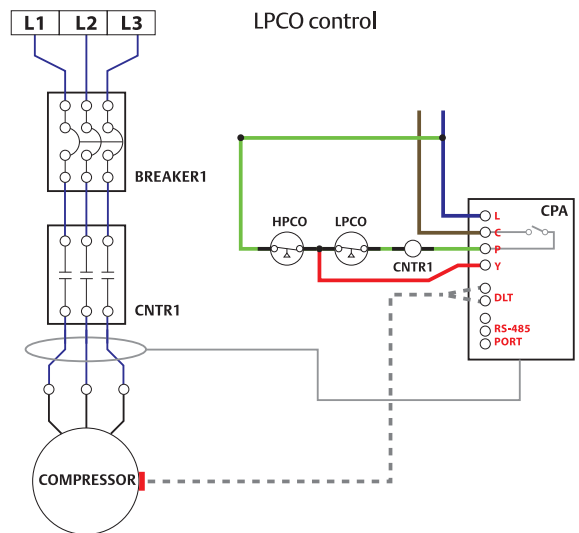 LPCO control
L1 L2 L3
BREAKER1
CPA
L
HPCO LPCO
C
P
CNTR1
Y
DLT
CNTR1
RS-485
PORT
COMPRESSOR